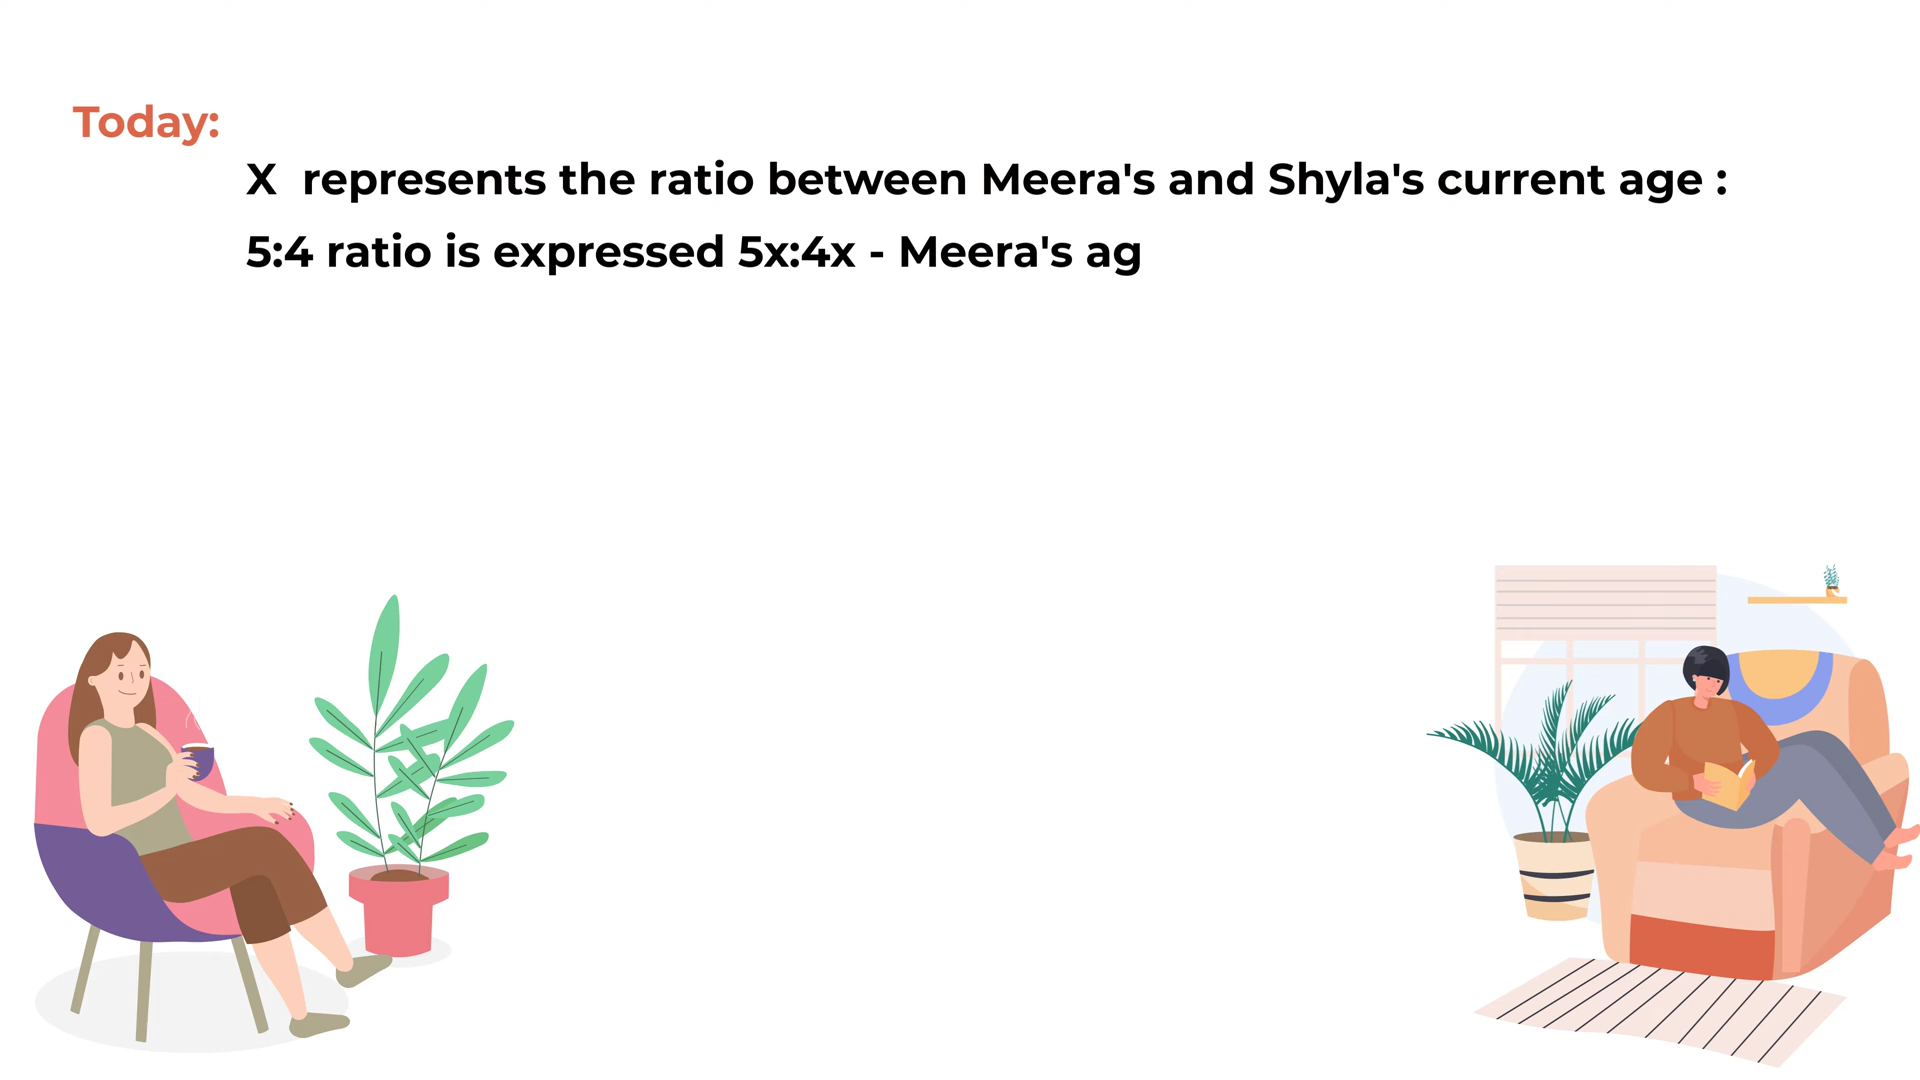 Today:
X represents the ratio between Meera's and Shyla's current age :
5:4 ratio is expressed 5x:4x - Meera's ag